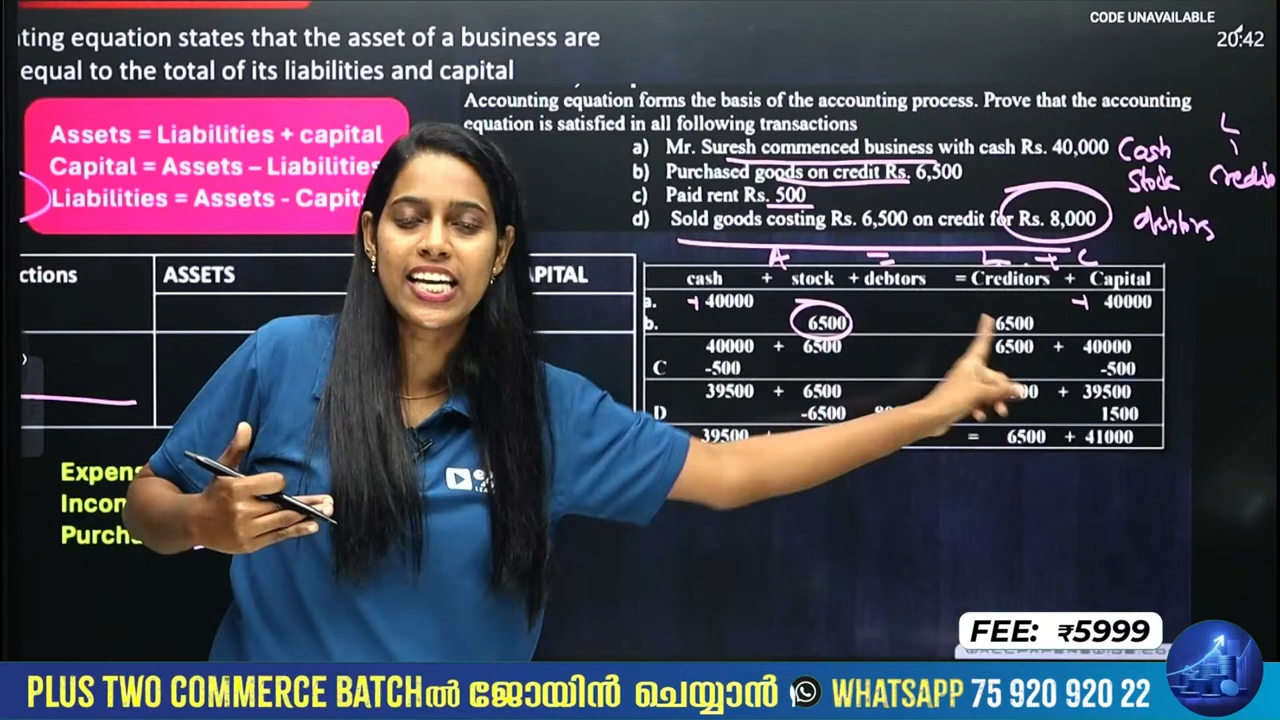 CODE UNAVAILABLE
20:42
ting equation states that the asset of a business are
equal to the total of its liabilities and capital
Assets = Liabilities + capital
Capital = Assets – Liabilities
Liabilities = Assets - Capit
Accounting equation forms the basis of the accounting process. Prove that the accounting
equation is satisfied in all following transactions
a) Mr. Suresh commenced business with cash Rs. 40,000
b) Purchased goods on credit Rs. 6,500
c) Paid rent Rs. 500
d) Sold goods costing Rs. 6,500 on credit for Rs. 8,000
Cash
Stock
debtors
L
ctions ASSETS PITAL
A = L + C
cash + stock + debtors = Creditors + Capital
a. + 40000 + 40000
b. 6500 6500
40000 + 6500 6500 + 40000
C -500 -500
39500 + 6500 + 39500
D -6500 1500
39500 = 6500 + 41000
Expen
Incon
Purcha
FEE: ₹5999
PLUS TWO COMMERCE BATCHൽ ജോയിൻ ചെയ്യാൻ WHATSAPP 75 920 920 22